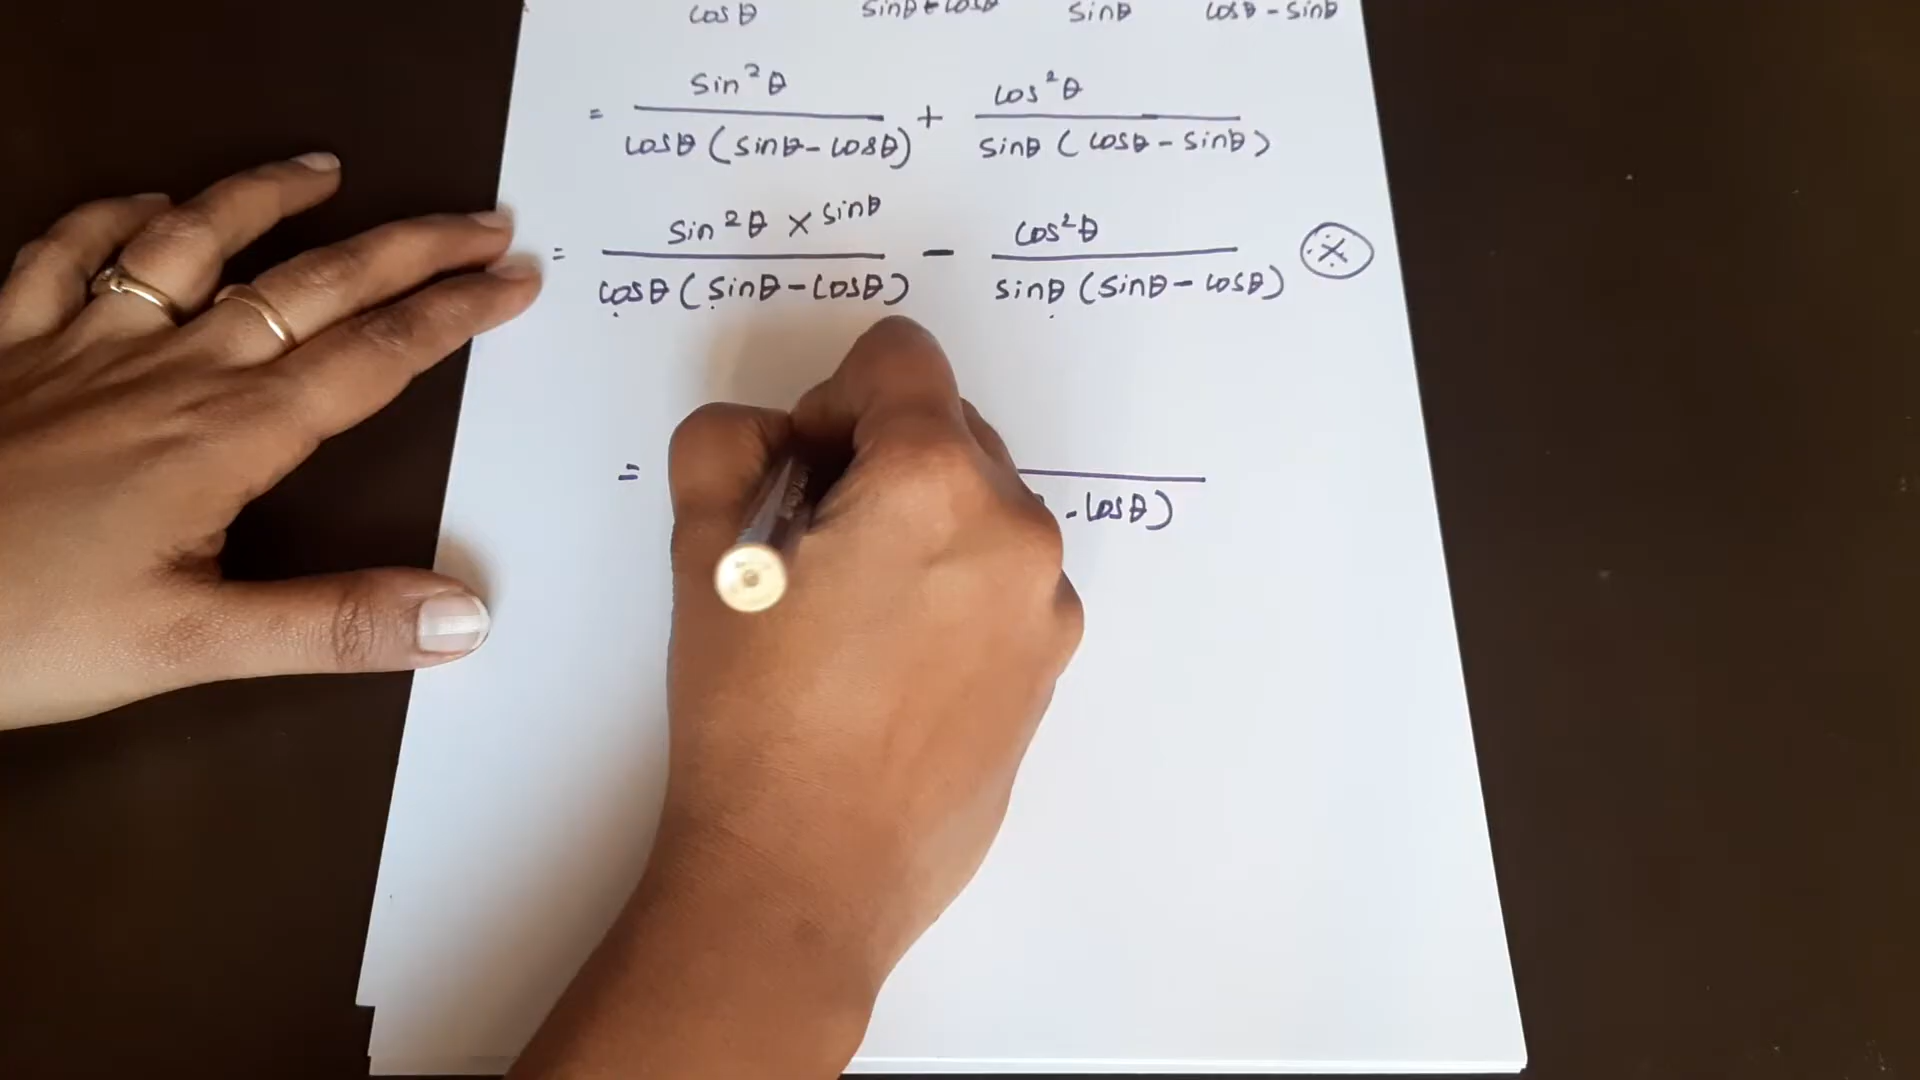 cosθ sinθ-cosθ sinθ cosθ - sinθ
sin²θ cos²θ
= ――― + ―――
cosθ (sinθ-cosθ) sinθ (cosθ - sinθ)
sin²θ × sinθ cos²θ
= ――― - ――― ×
cosθ (sinθ-cosθ) sinθ (sinθ - cosθ)
= ―――
- cosθ)